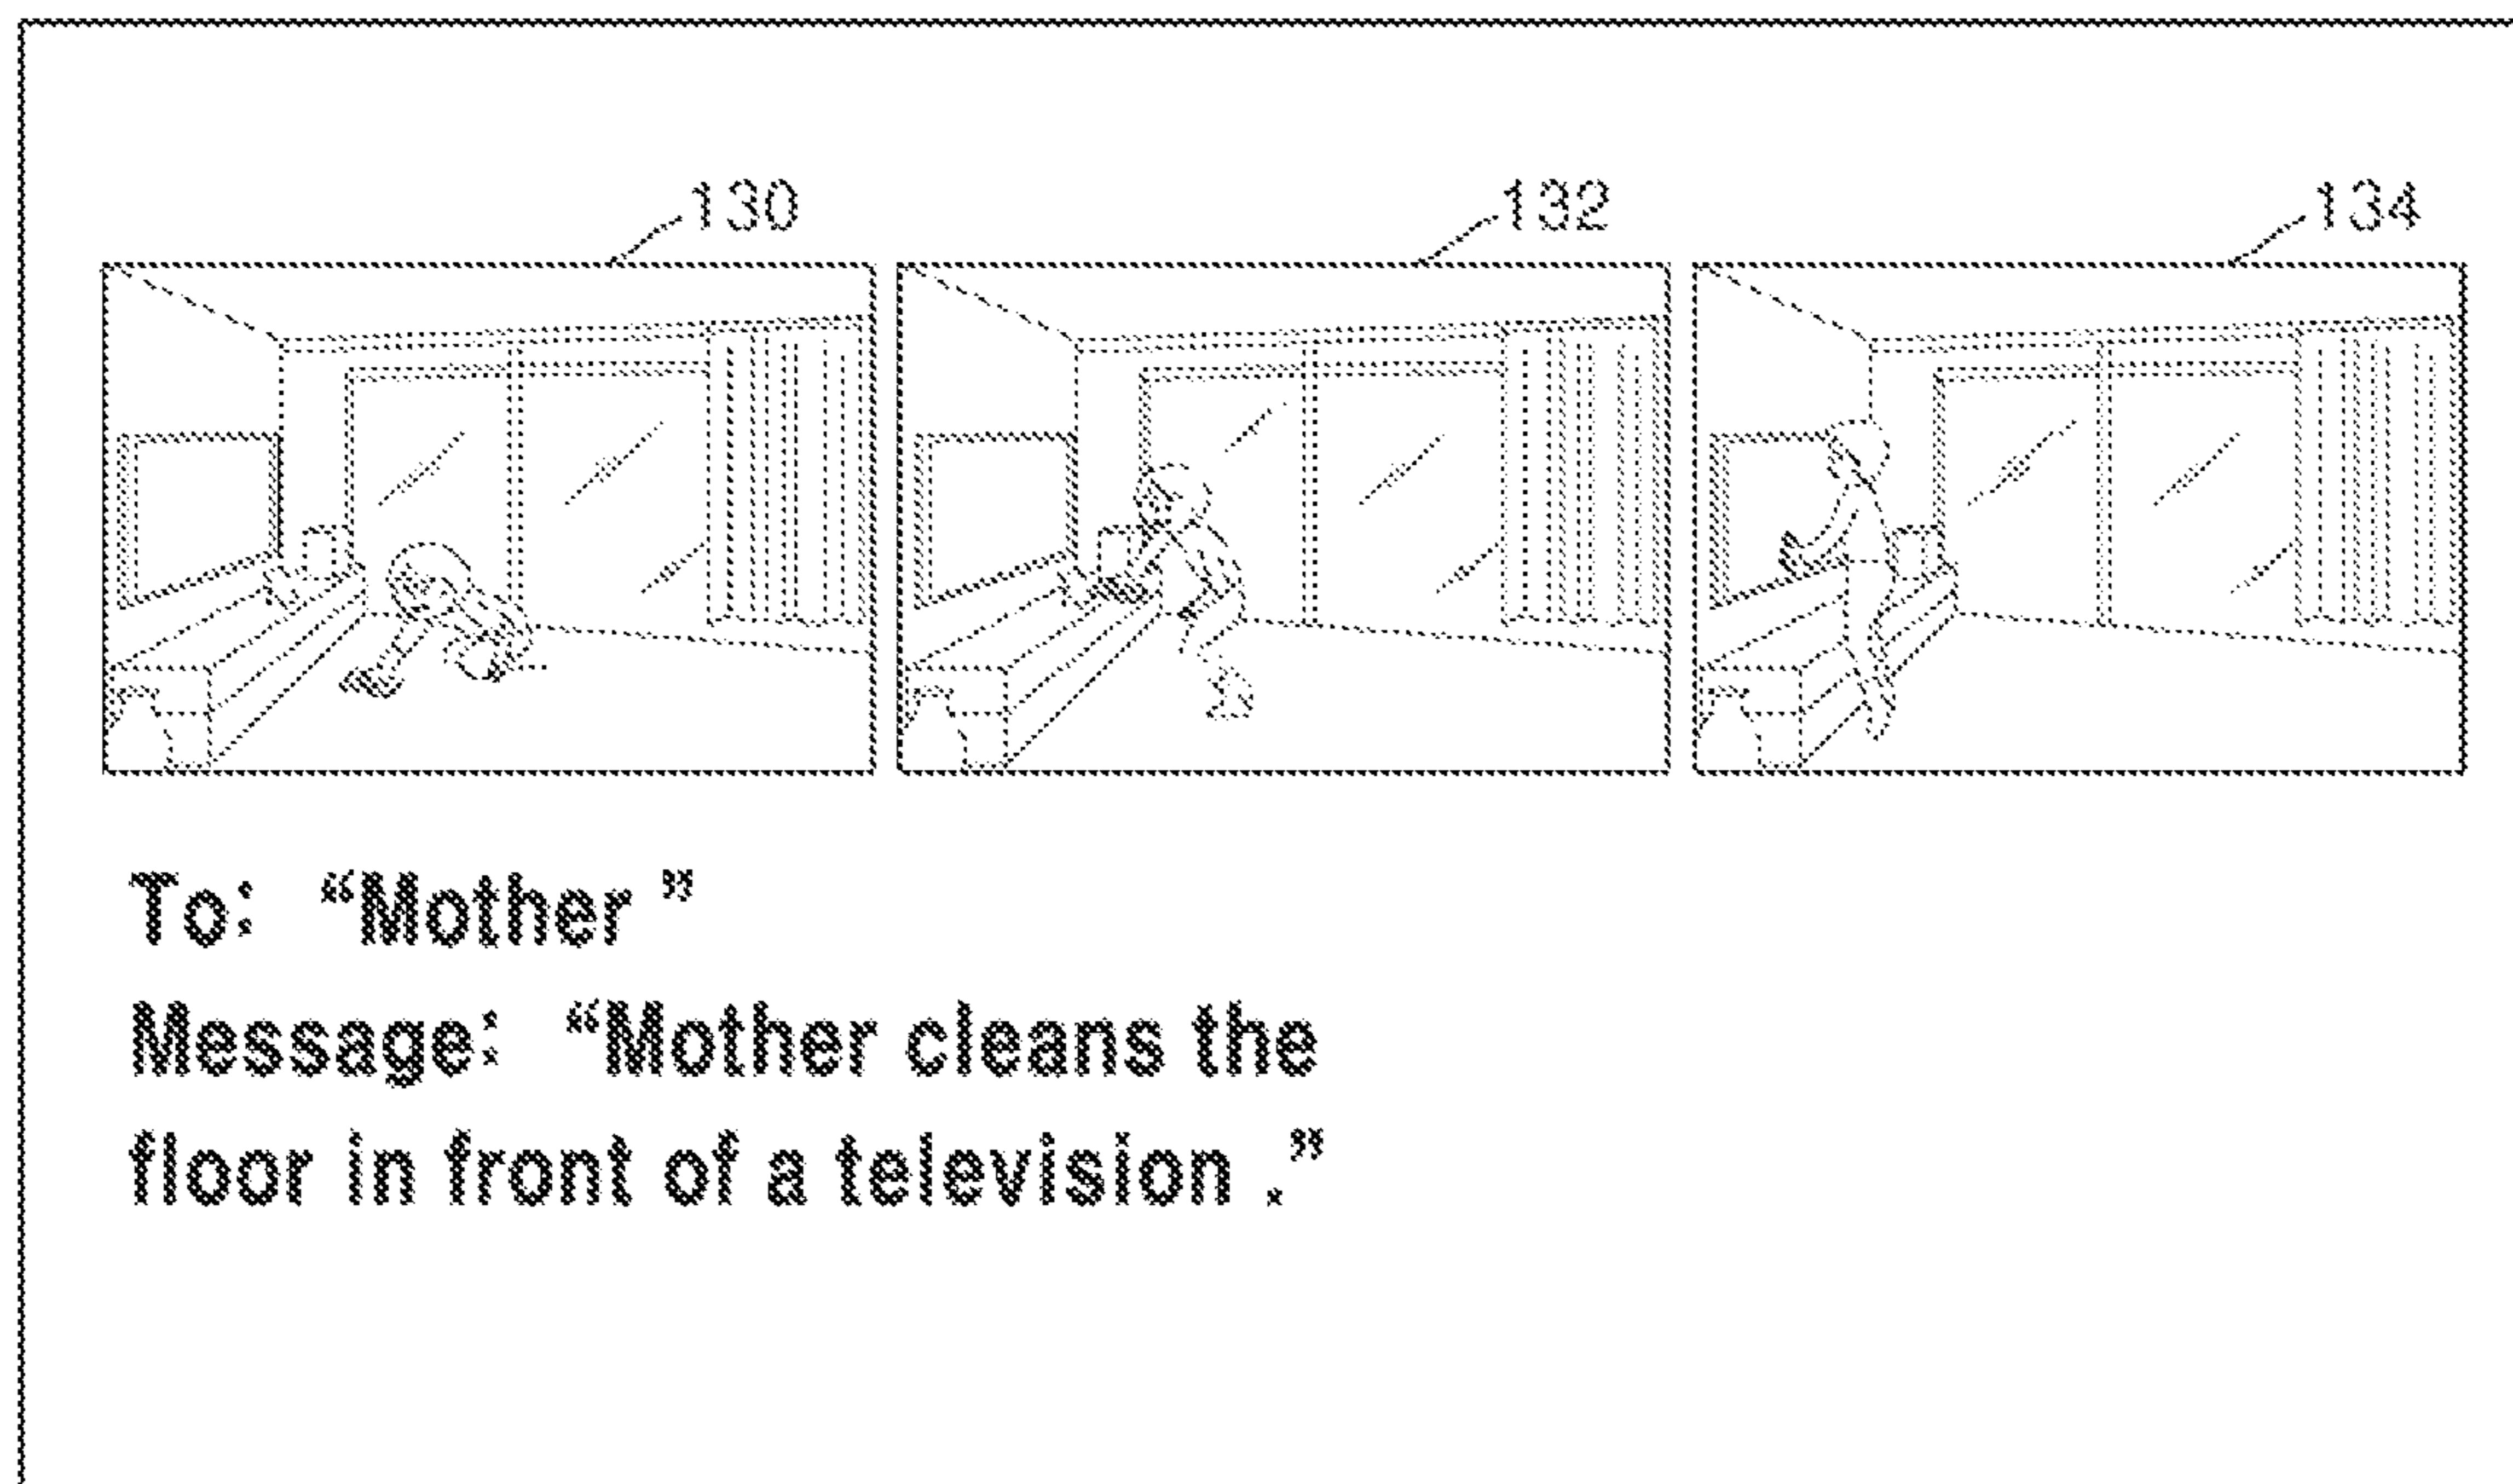 130 132 134
To: “Mother ”
Message: “Mother cleans the
floor in front of a television . ”